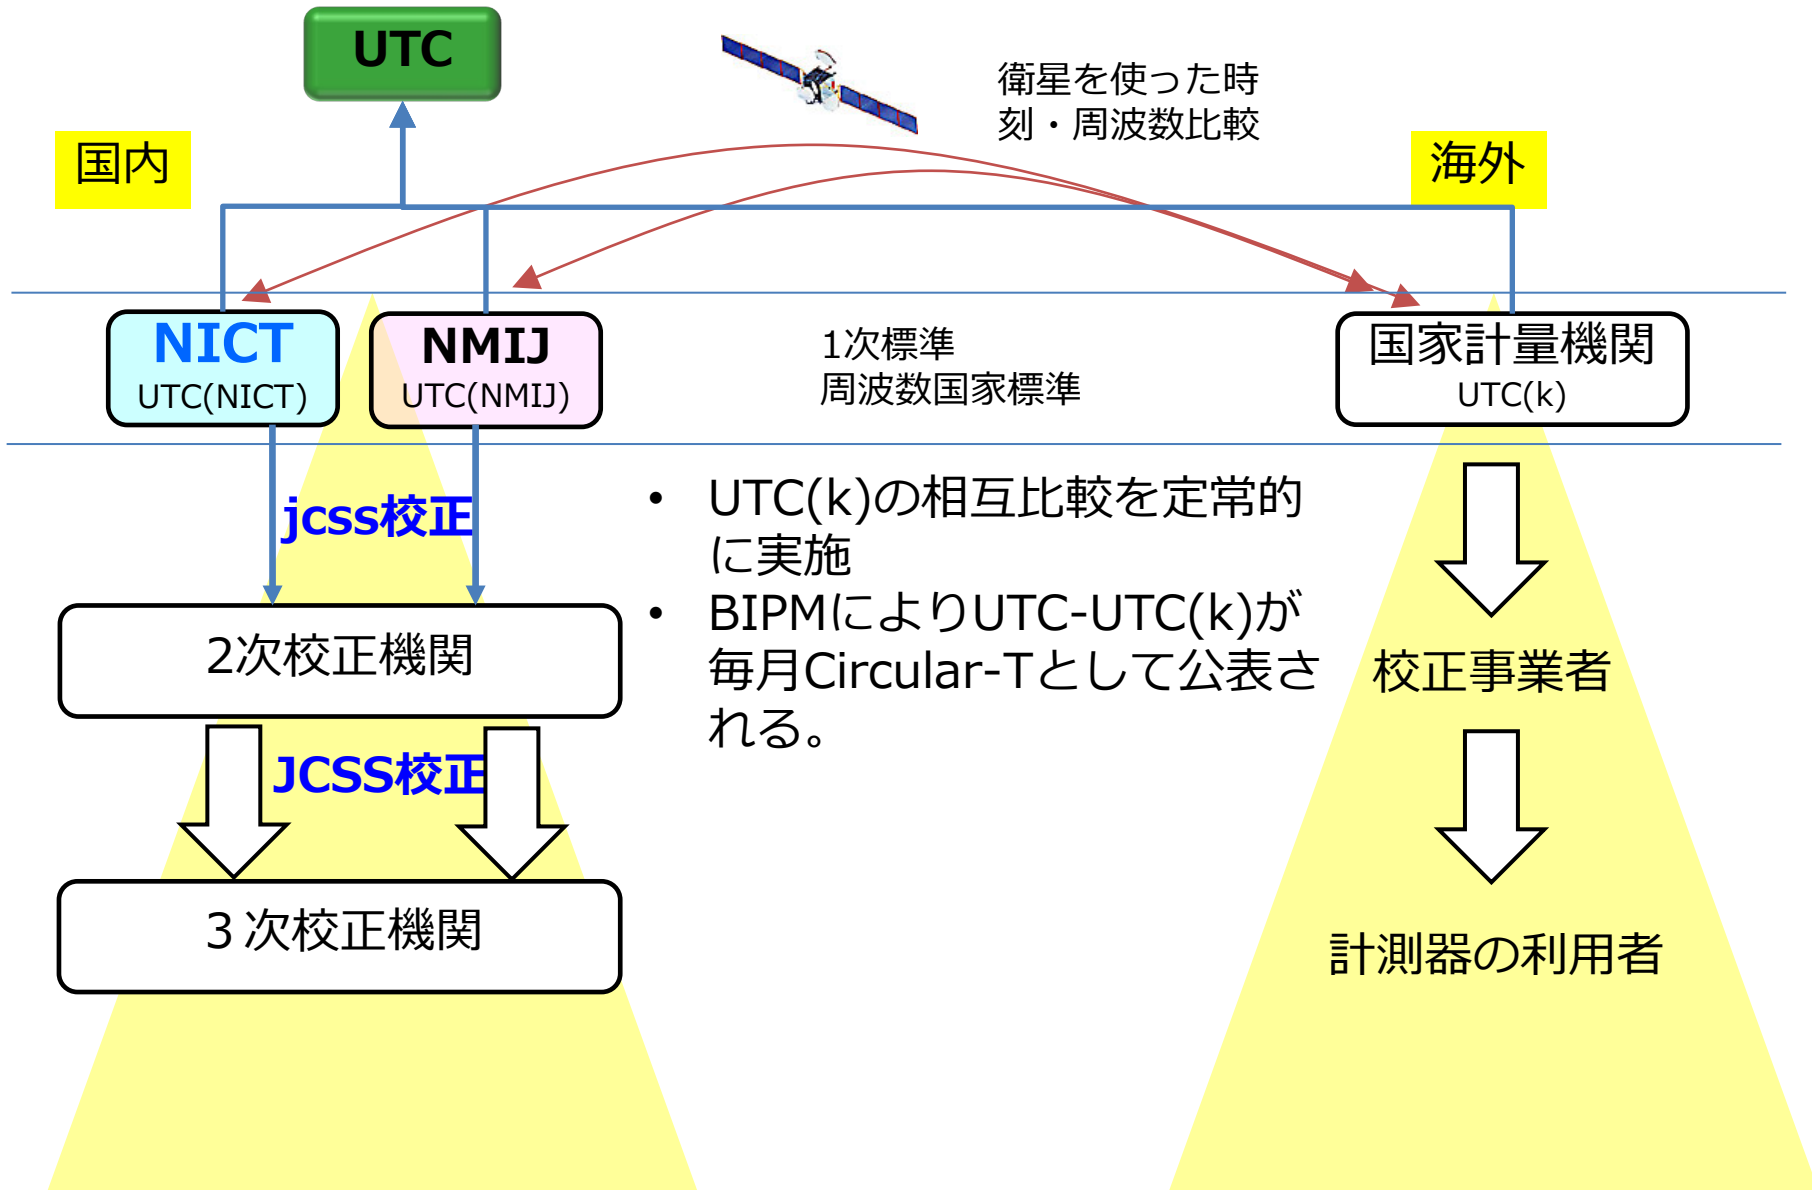 UTC
衛星を使った時
刻・周波数比較
国内
海外
NICT
UTC(NICT)
NMIJ
UTC(NMIJ)
1次標準
周波数国家標準
国家計量機関
UTC(k)
jcss校正
• UTC(k)の相互比較を定常的
に実施
• BIPMによりUTC-UTC(k)が
毎月Circular-Tとして公表さ
れる。
2次校正機関
校正事業者
JCSS校正
３次校正機関
計測器の利用者